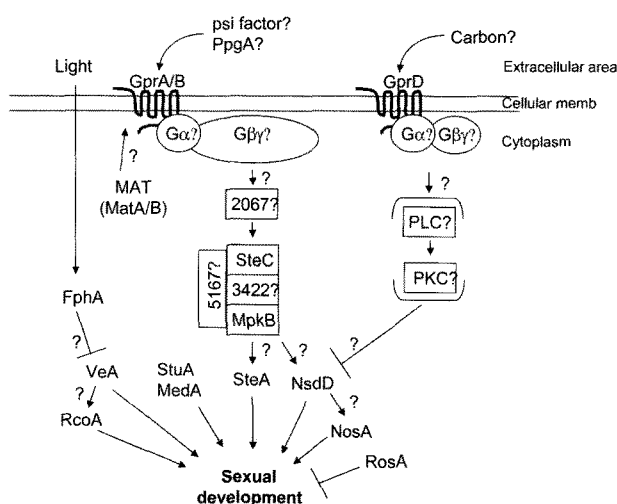 psi factor?
PpgA?
Carbon?
Light
GprA/B
GprD
Extracellular area
Cellular memb
Gα?
Gβγ?
Gα?
Gβγ?
Cytoplasm
?
MAT
(MatA/B)
?
?
2067?
PLC?
5167?
SteC
3422?
MpkB
PKC?
FphA
?
?
?
?
VeA
StuA
MedA
SteA
NsdD
?
?
RcoA
NosA
RosA
Sexual
development